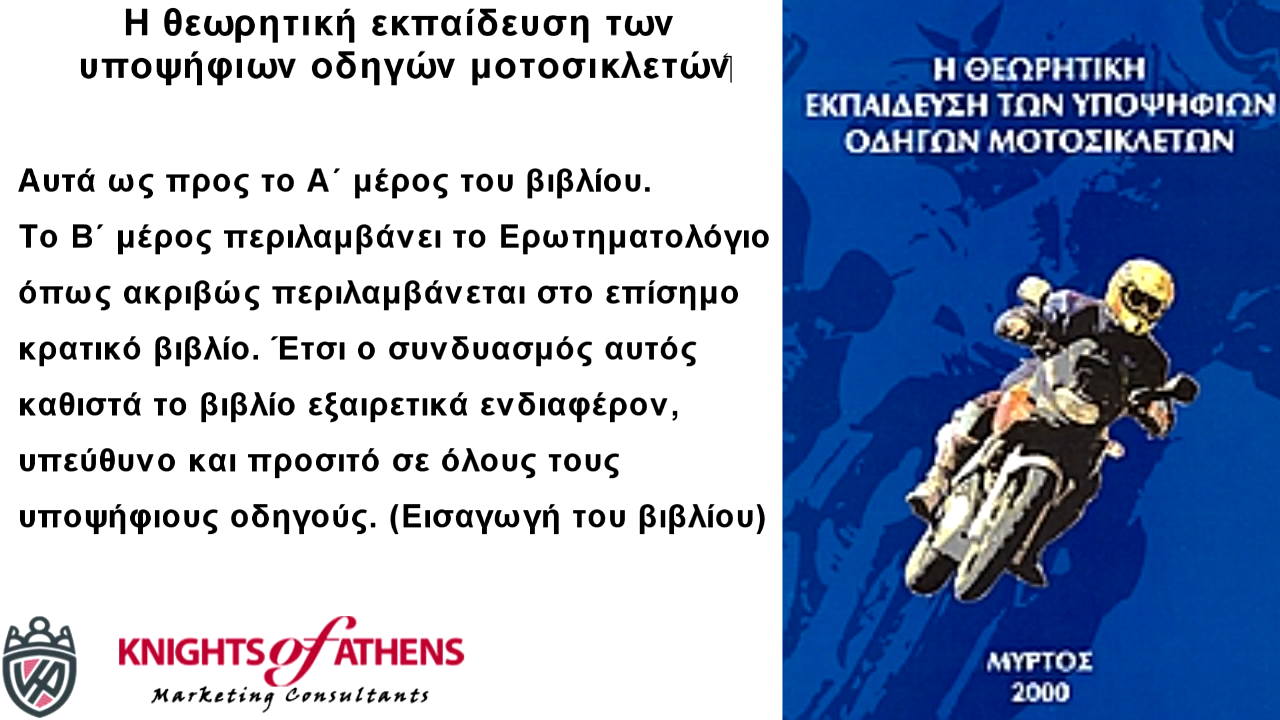 Η θεωρητική εκπαίδευση των
υποψήφιων οδηγών μοτοσικλετών
Αυτά ως προς το Α΄ μέρος του βιβλίου.
Το Β΄ μέρος περιλαμβάνει το Ερωτηματολόγιο
όπως ακριβώς περιλαμβάνεται στο επίσημο
κρατικό βιβλίο. Έτσι ο συνδυασμός αυτός
καθιστά το βιβλίο εξαιρετικά ενδιαφέρον,
υπεύθυνο και προσιτό σε όλους τους
υποψήφιους οδηγούς. (Εισαγωγή του βιβλίου)
KNIGHTS of ATHENS
Marketing Consultants
Η ΘΕΩΡΗΤΙΚΗ
ΕΚΠΑΙΔΕΥΣΗ ΤΩΝ ΥΠΟΨΗΦΙΩΝ
ΟΔΗΓΩΝ ΜΟΤΟΣΙΚΛΕΤΩΝ
ΜΥΡΤΟΣ
2000